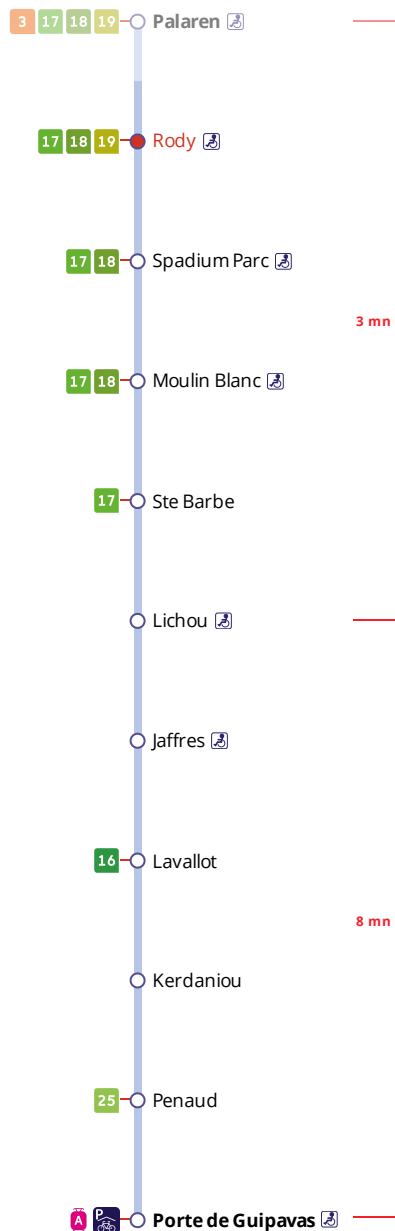 3 17 18 19 Palaren
17 18 19 Rody
17 18 Spadium Parc
3 mn
17 18 Moulin Blanc
17 Ste Barbe
Lichou
Jaffres
16 Lavallot
8 mn
Kerdaniou
25 Penaud
A P Porte de Guipavas